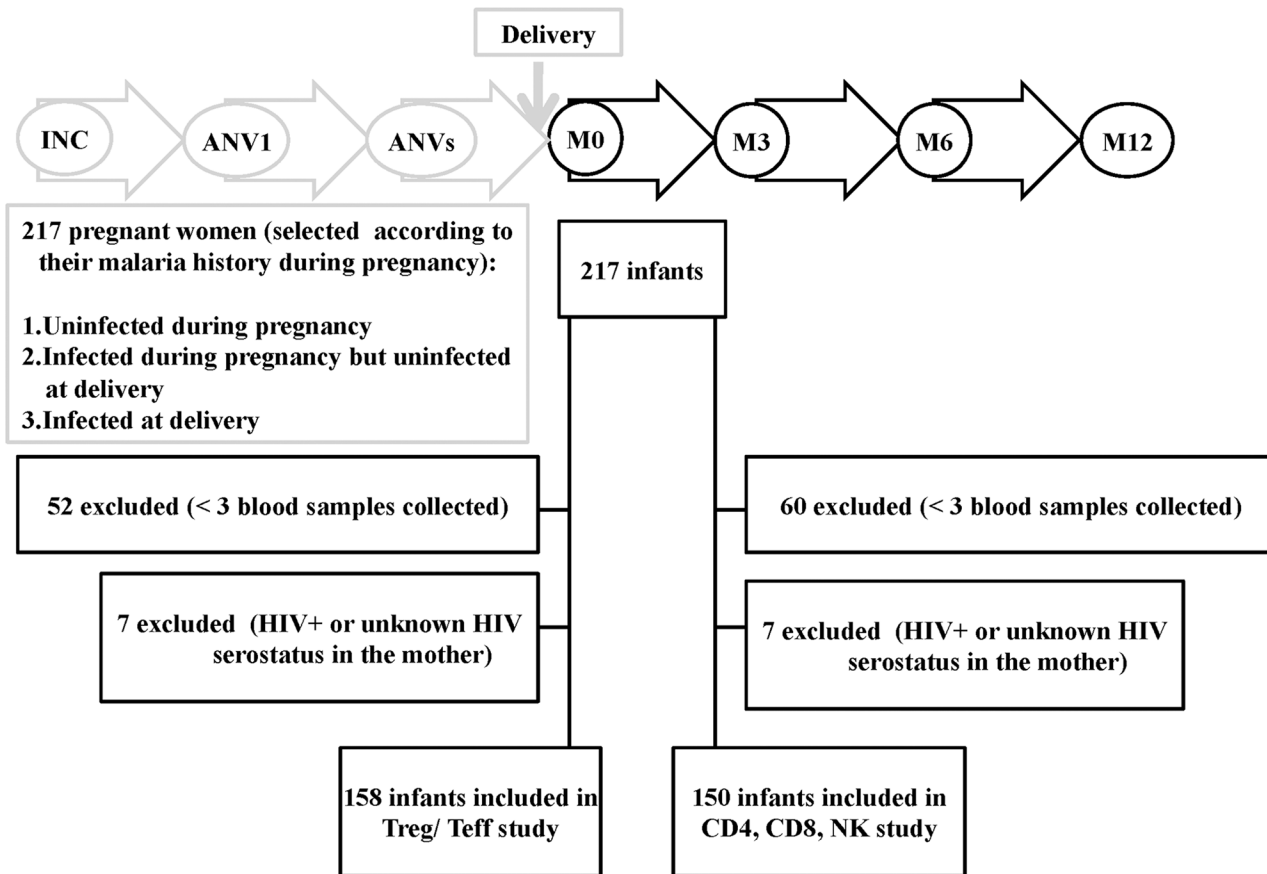 Delivery
INC
ANV1
ANVs
M0
M3
M6
M12
217 pregnant women (selected according to
their malaria history during pregnancy):
1.Uninfected during pregnancy
2.Infected during pregnancy but uninfected
at delivery
3.Infected at delivery
217 infants
52 excluded (< 3 blood samples collected)
60 excluded (< 3 blood samples collected)
7 excluded (HIV+ or unknown HIV
serostatus in the mother)
7 excluded (HIV+ or unknown HIV
serostatus in the mother)
158 infants included in
Treg/ Teff study
150 infants included in
CD4, CD8, NK study